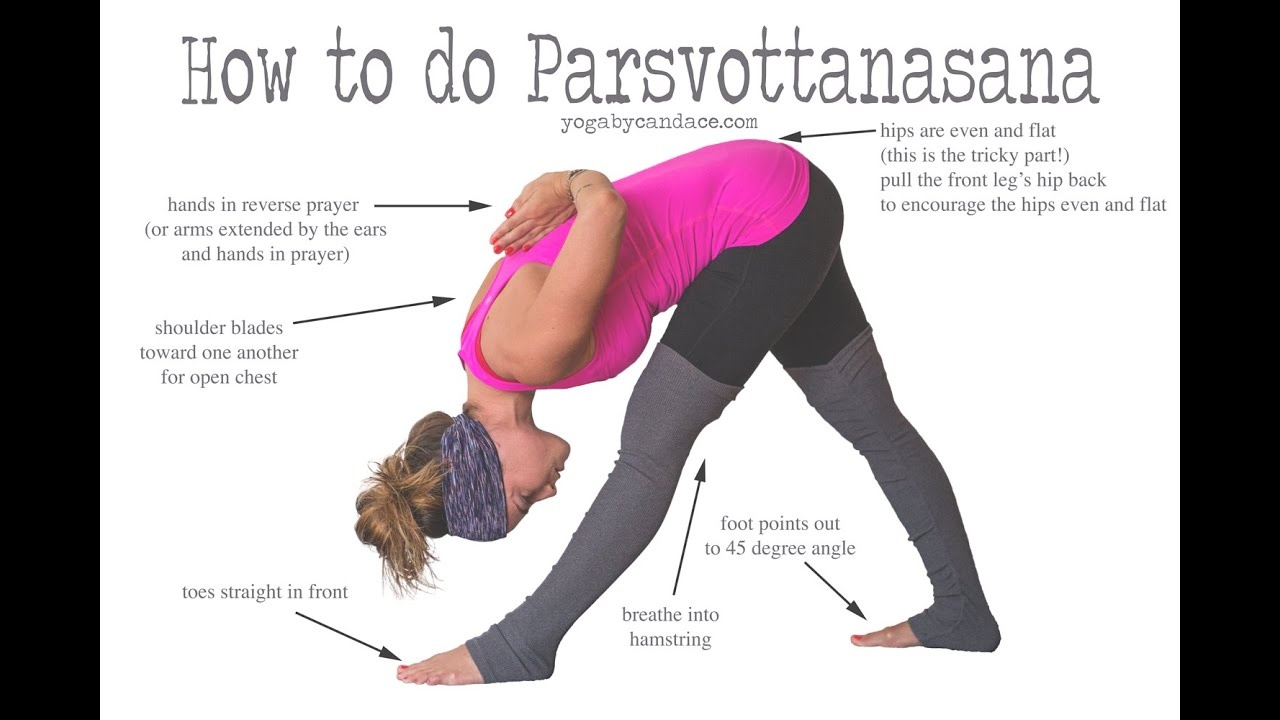 How to do Parsvottanasana
yogabycandace.com
hips are even and flat
(this is the tricky part!)
pull the front leg's hip back
to encourage the hips even and flat
hands in reverse prayer
(or arms extended by the ears
and hands in prayer)
shoulder blades
toward one another
for open chest
foot points out
to 45 degree angle
toes straight in front
breathe into
hamstring